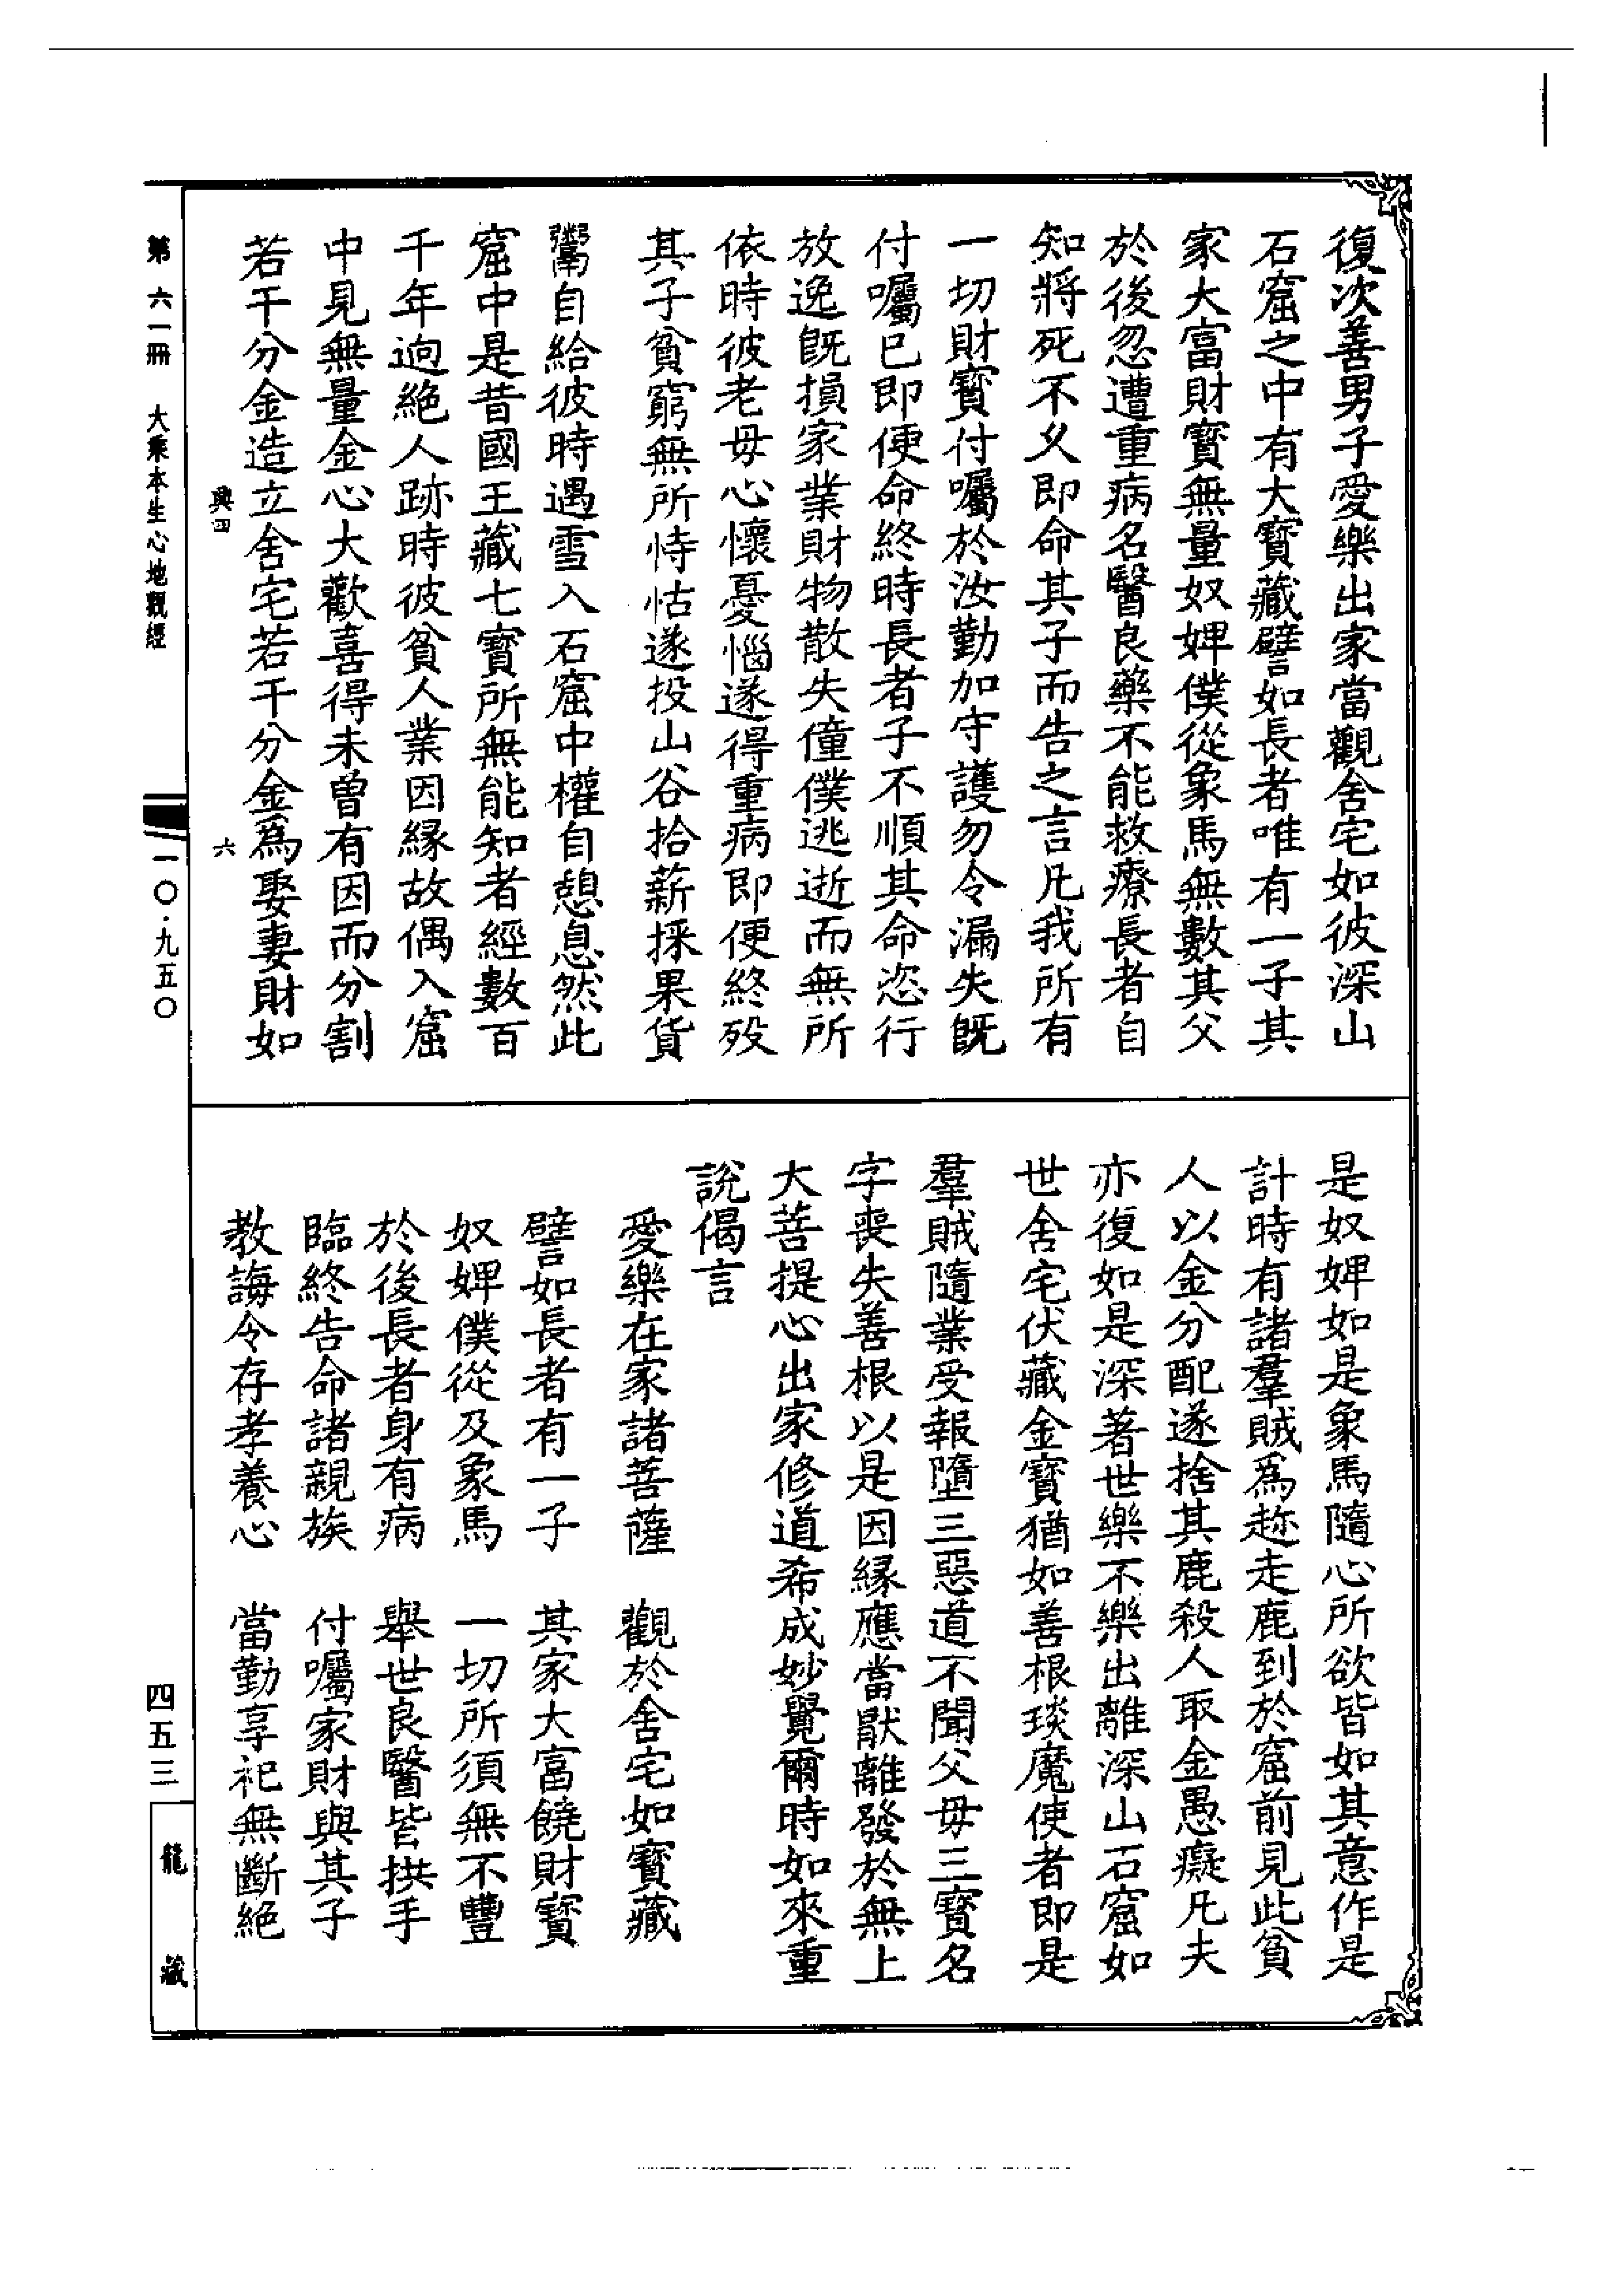 復次善男子愛樂出家當觀舍宅如彼深山
石窟之中有大寶藏譬如長者唯有一子其
家大富財寶無量奴婢僕從象馬無數其父
於後忽遭重病名醫良藥不能救療長者自
知將死不久即命其子而告之言凡我所有
一切財寶付囑於汝勤加守護勿令漏失既
付囑已即便命終時長者子不順其命恣行
放逸既損家業財物散失僮僕逃逝而無所
依時彼老母心懷憂惱遂得重病即便終歿
其子貧窮無所恃怙遂投山谷拾薪採果貨
鬻自給彼時遇雪入石窟中權自憩息然此
窟中是昔國王藏七寶所無能知者經數百
千年逈絕人跡時彼貧人業因緣故偶入窟
中見無量金心大歡喜得未曾有因而分割
若干分金造立舍宅若干分金為娶妻財如
是奴婢如是象馬隨心所欲皆如其意作是
計時有諸羣賊為趂走鹿到於窟前見此貧
人以金分配遂捨其鹿殺人取金愚癡凡夫
亦復如是深著世樂不樂出離深山石窟如
世舍宅伏藏金寶猶如善根琰魔使者即是
羣賊隨業受報墮三惡道不聞父母三寶名
字喪失善根以是因緣應當厭離發於無上
大菩提心出家修道希成妙覺爾時如來重
說偈言
愛樂在家諸菩薩　觀於舍宅如寶藏
譬如長者有一子　其家大富饒財寶
奴婢僕從及象馬　一切所須無不豐
於後長者身有病　舉世良醫皆拱手
臨終告命諸親族　付囑家財與其子
教誨令存孝養心　當勤享祀無斷絕
興四　六
第六一冊　大乘本生心地觀經
一〇·九五〇
四五三
龍藏